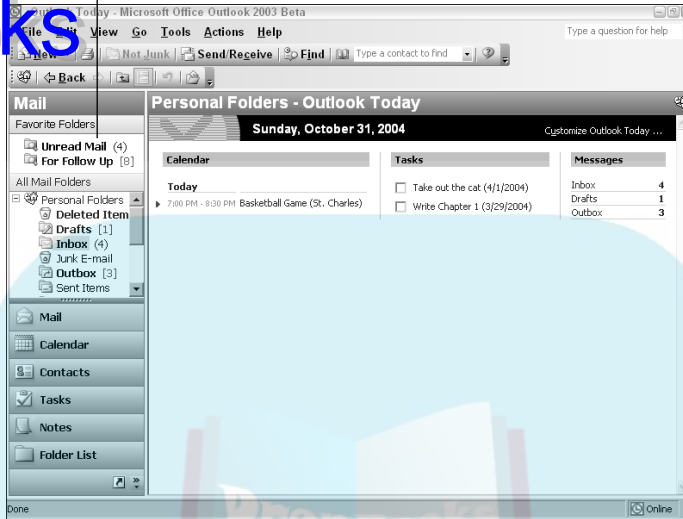 Outlook Today - Microsoft Office Outlook 2003 Beta
ks
File Edit View Go Tools Actions Help
Type a question for help
New Not Junk Send/Receive Find Type a contact to find
Back
Mail
Personal Folders - Outlook Today
Favorite Folders
Unread Mail (4)
For Follow Up [8]
All Mail Folders
Personal Folders
Deleted Item
Drafts [1]
Inbox (4)
Junk E-mail
Outbox [3]
Sent Items
Mail
Calendar
Contacts
Tasks
Notes
Folder List
Sunday, October 31, 2004
Customize Outlook Today ...
Calendar
Today
7:00 PM - 8:30 PM Basketball Game (St. Charles)
Tasks
Take out the cat (4/1/2004)
Write Chapter 1 (3/29/2004)
Messages
Inbox 4
Drafts 1
Outbox 3
Done
Online